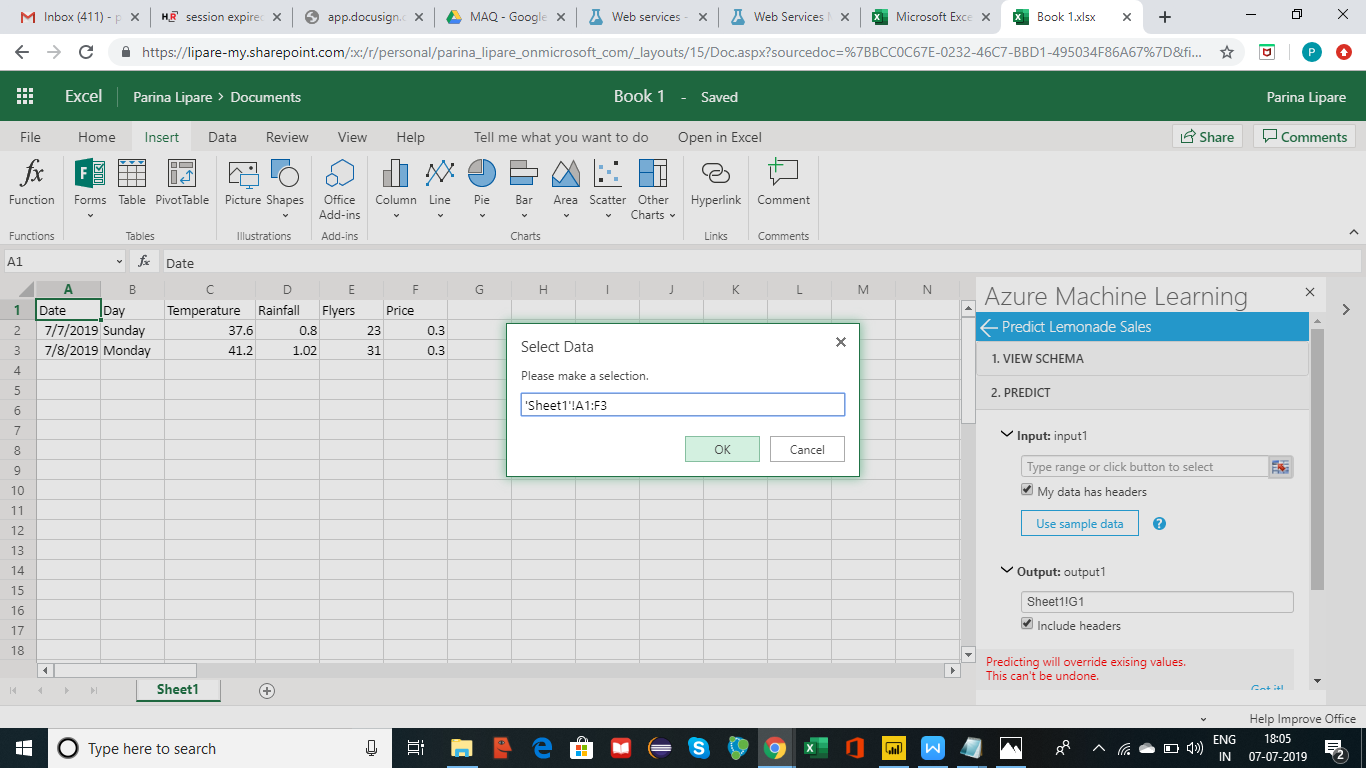 Inbox (411) - p
session expired
app.docusign.c
MAQ - Google
Web services -
Web Services M
Microsoft Exce
Book 1.xlsx
https://lipare-my.sharepoint.com/:x:/r/personal/parina_lipare_onmicrosoft_com/_layouts/15/Doc.aspx?sourcedoc=%7BBCC0C67E-0232-46C7-BBD1-495034F86A67%7D&fi...
P
Excel
Parina Lipare > Documents
Book 1 - Saved
Parina Lipare
File Home Insert Data Review View Help Tell me what you want to do Open in Excel
Share Comments
Function Forms Table PivotTable Picture Shapes Office Column Line Pie Bar Area Scatter Other Hyperlink Comment
Add-ins Charts
Functions Tables Illustrations Add-ins Charts Links Comments
A1 fx Date
A B C D E F G H I J K L M N
1 Date Day Temperature Rainfall Flyers Price
2 7/7/2019 Sunday 37.6 0.8 23 0.3
3 7/8/2019 Monday 41.2 1.02 31 0.3
4
5
6
7
8
9
10
11
12
13
14
15
16
17
18
Select Data
Please make a selection.
'Sheet1'!A1:F3
OK Cancel
Azure Machine Learning
Predict Lemonade Sales
1. VIEW SCHEMA
2. PREDICT
Input: input1
Type range or click button to select
My data has headers
Use sample data ?
Output: output1
Sheet1!G1
Include headers
Predicting will override exising values.
This can't be undone.
Got it!
Sheet1
Help Improve Office
Type here to search
ENG
IN
18:05
07-07-2019
2